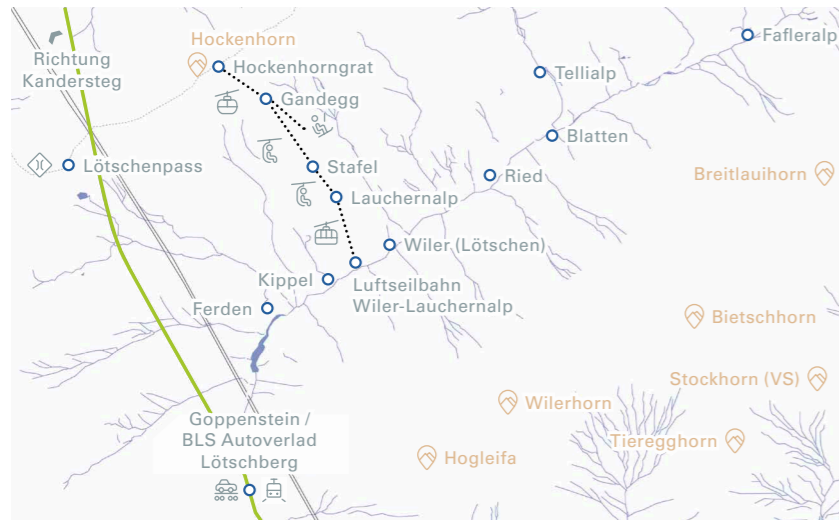 Fafleralp
Hockenhorn
Richtung
Kandersteg
Hockenhorngrat
Tellialp
Gandegg
Blatten
Lötschenpass
Stafel
Ried
Breitlauihorn
Lauchernalp
Wiler (Lötschen)
Kippel
Luftseilbahn
Wiler-Lauchernalp
Ferden
Bietschhorn
Stockhorn (VS)
Wilerhorn
Goppenstein /
BLS Autoverlad
Lötschberg
Tieregghorn
Hogleifa